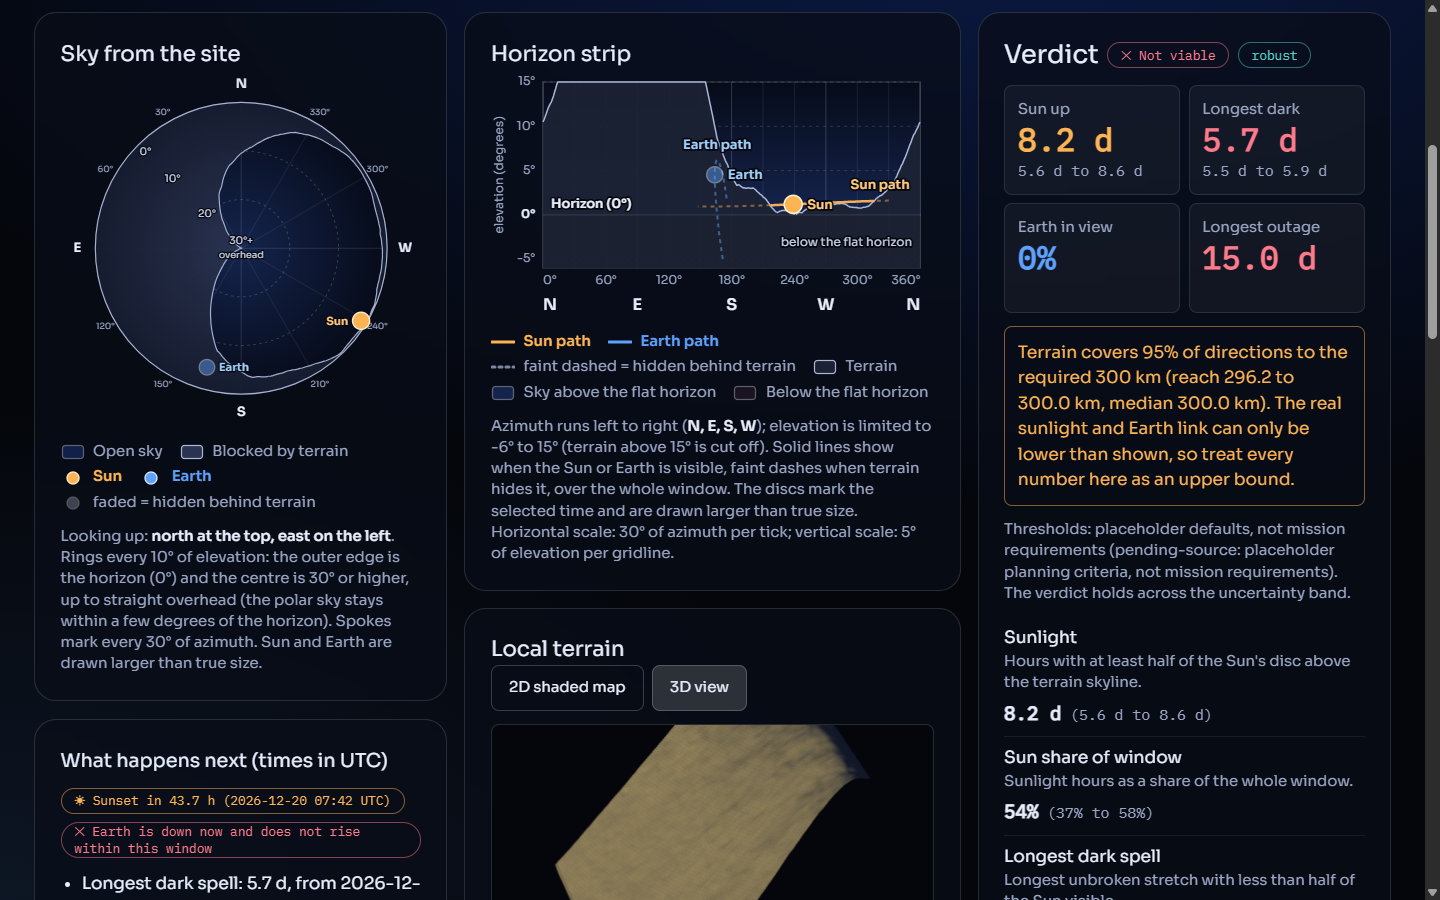 Sky from the site
N
30°
330°
0°
60°
300°
10°
20°
30°+
overhead
E
W
Sun
120°
240°
Earth
150°
210°
S
Open sky
Blocked by terrain
Sun
Earth
faded = hidden behind terrain
Looking up: north at the top, east on the left.
Rings every 10° of elevation: the outer edge is
the horizon (0°) and the centre is 30° or higher,
up to straight overhead (the polar sky stays
within a few degrees of the horizon). Spokes
mark every 30° of azimuth. Sun and Earth are
drawn larger than true size.
What happens next (times in UTC)
☀ Sunset in 43.7 h (2026-12-20 07:42 UTC)
✕ Earth is down now and does not rise
within this window
• Longest dark spell: 5.7 d, from 2026-12-
Horizon strip
15°
10°
5°
0°
-5°
elevation (degrees)
Earth path
Earth
Sun path
Horizon (0°)
Sun
below the flat horizon
0° 60° 120° 180° 240° 300° 360°
N E S W N
Sun path
Earth path
faint dashed = hidden behind terrain
Terrain
Sky above the flat horizon
Below the flat horizon
Azimuth runs left to right (N, E, S, W); elevation is limited to
-6° to 15° (terrain above 15° is cut off). Solid lines show
when the Sun or Earth is visible, faint dashes when terrain
hides it, over the whole window. The discs mark the
selected time and are drawn larger than true size.
Horizontal scale: 30° of azimuth per tick; vertical scale: 5°
of elevation per gridline.
Local terrain
2D shaded map
3D view
Verdict
✕ Not viable
robust
Sun up
8.2 d
5.6 d to 8.6 d
Longest dark
5.7 d
5.5 d to 5.9 d
Earth in view
0%
Longest outage
15.0 d
Terrain covers 95% of directions to the
required 300 km (reach 296.2 to
300.0 km, median 300.0 km). The real
sunlight and Earth link can only be
lower than shown, so treat every
number here as an upper bound.
Thresholds: placeholder defaults, not mission
requirements (pending-source: placeholder
planning criteria, not mission requirements).
The verdict holds across the uncertainty band.
Sunlight
Hours with at least half of the Sun's disc above
the terrain skyline.
8.2 d (5.6 d to 8.6 d)
Sun share of window
Sunlight hours as a share of the whole window.
54% (37% to 58%)
Longest dark spell
Longest unbroken stretch with less than half of
the Sun visible.